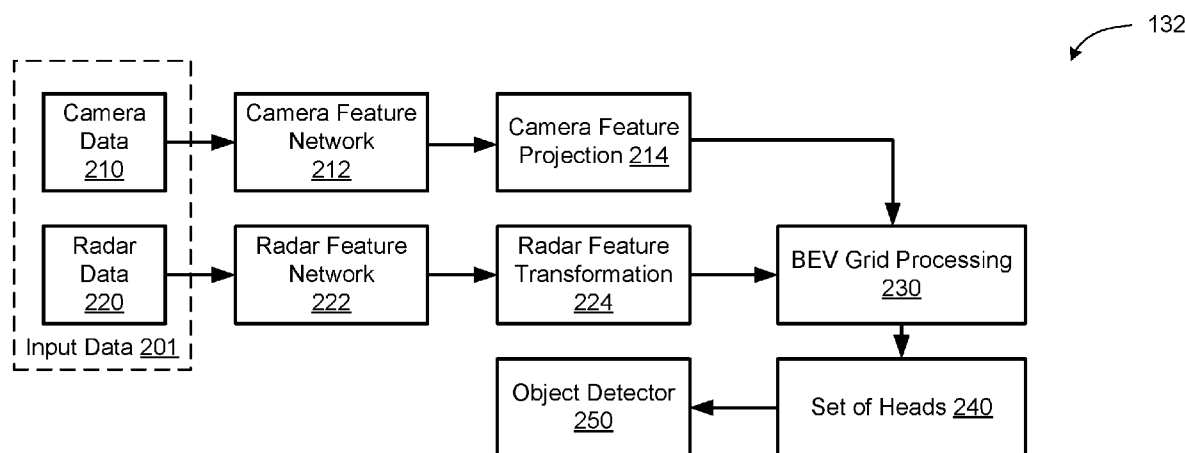 132
Camera
Data
210
Camera Feature
Network
212
Camera Feature
Projection 214
Radar
Data
220
Radar Feature
Network
222
Radar Feature
Transformation
224
BEV Grid Processing
230
Input Data 201
Object Detector
250
Set of Heads 240